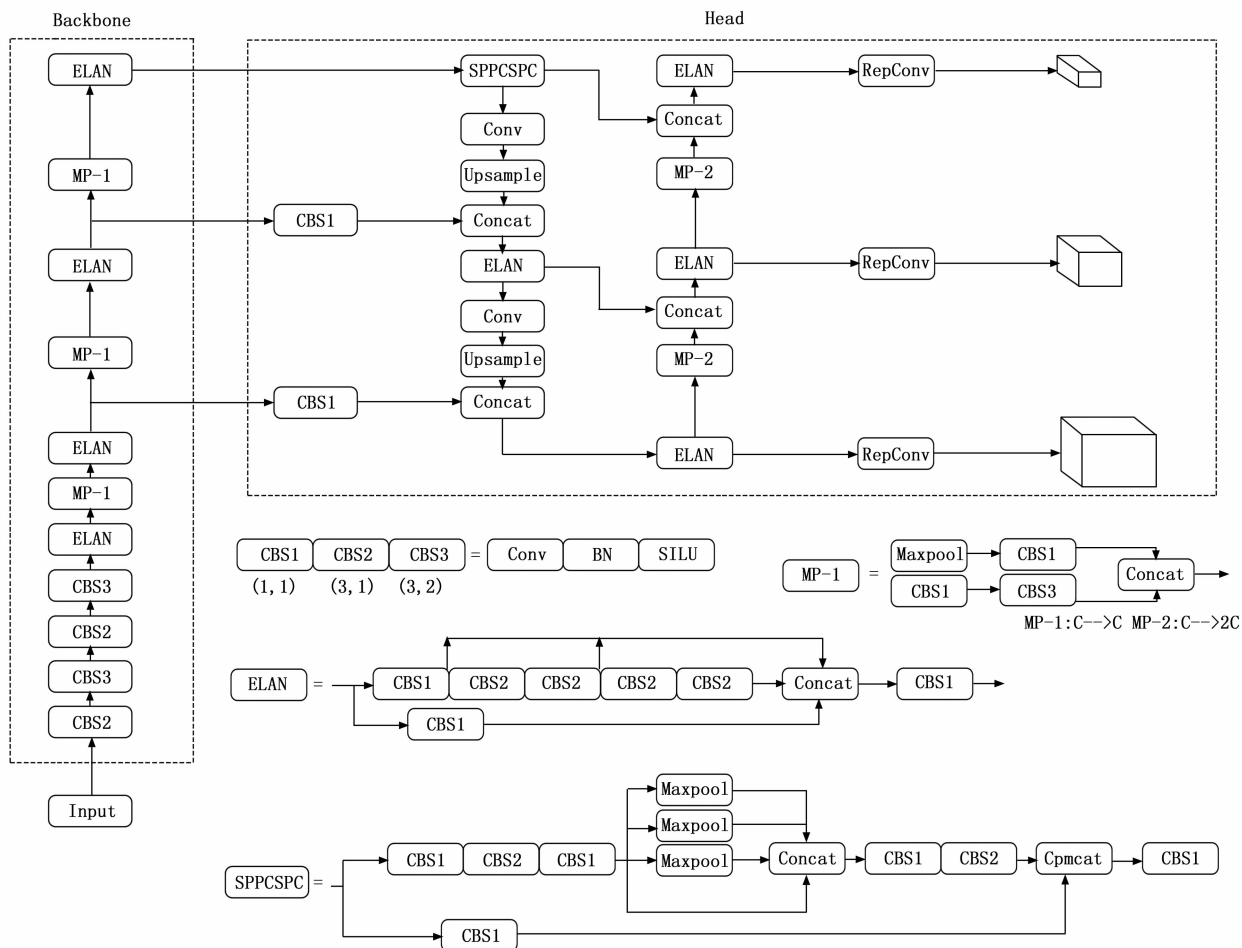 Backbone
Head
ELAN
SPPCSPC
ELAN
RepConv
Concat
Conv
MP-1
Upsample
MP-2
CBS1
Concat
ELAN
ELAN
ELAN
RepConv
Concat
Conv
MP-1
Upsample
MP-2
CBS1
Concat
ELAN
ELAN
RepConv
MP-1
ELAN
CBS3
CBS2
CBS3
CBS2
Input
CBS1 CBS2 CBS3 = Conv BN SILU
(1,1) (3,1) (3,2)
MP-1 =
Maxpool CBS1
Concat
CBS1 CBS3
MP-1:C-->C MP-2:C-->2C
ELAN = CBS1 CBS2 CBS2 CBS2 CBS2 Concat CBS1
CBS1
Maxpool
Maxpool
CBS1 CBS2 CBS1 Maxpool Concat CBS1 CBS2 Cpmcat CBS1
SPPCSPC =
CBS1